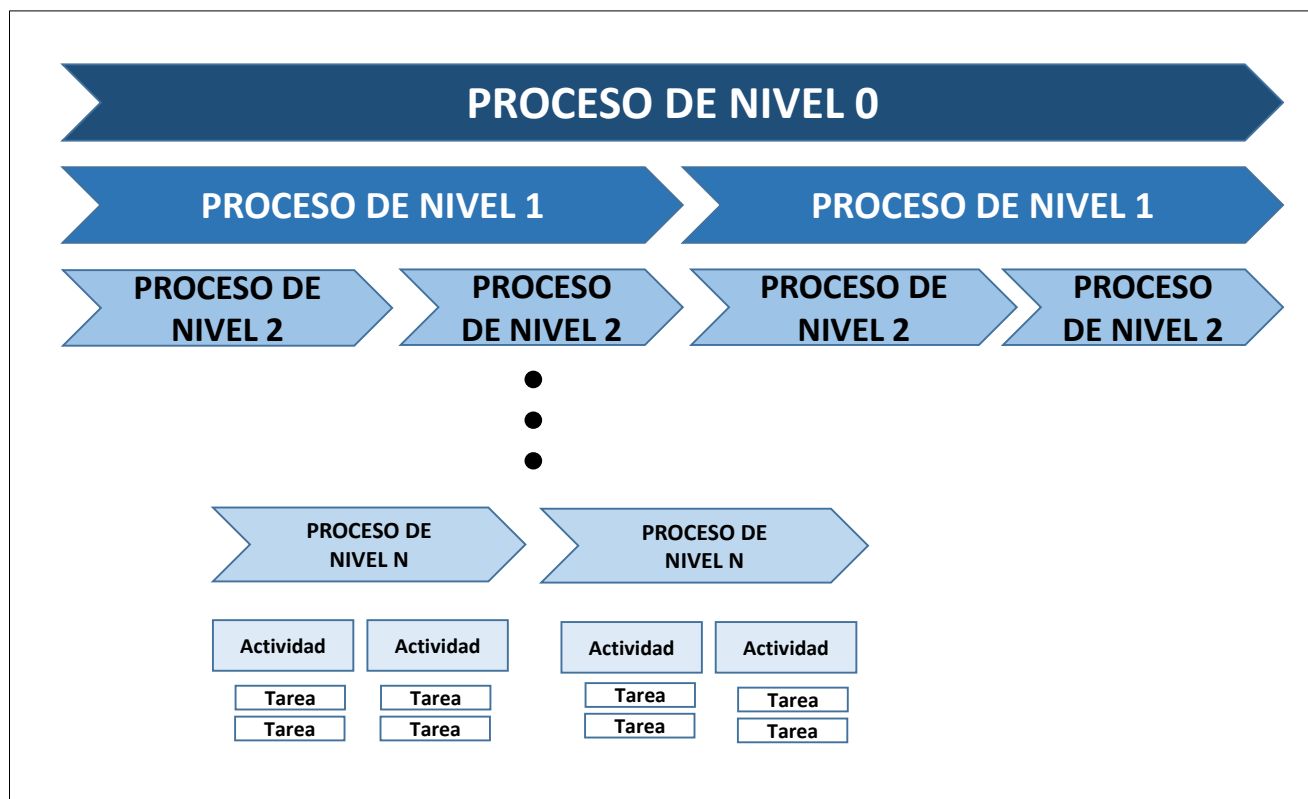 PROCESO DE NIVEL 0
PROCESO DE NIVEL 1
PROCESO DE NIVEL 1
PROCESO DE
NIVEL 2
PROCESO
DE NIVEL 2
PROCESO DE
NIVEL 2
PROCESO
DE NIVEL 2
PROCESO DE
NIVEL N
PROCESO DE
NIVEL N
Actividad
Actividad
Actividad
Actividad
Tarea
Tarea
Tarea
Tarea
Tarea
Tarea
Tarea
Tarea